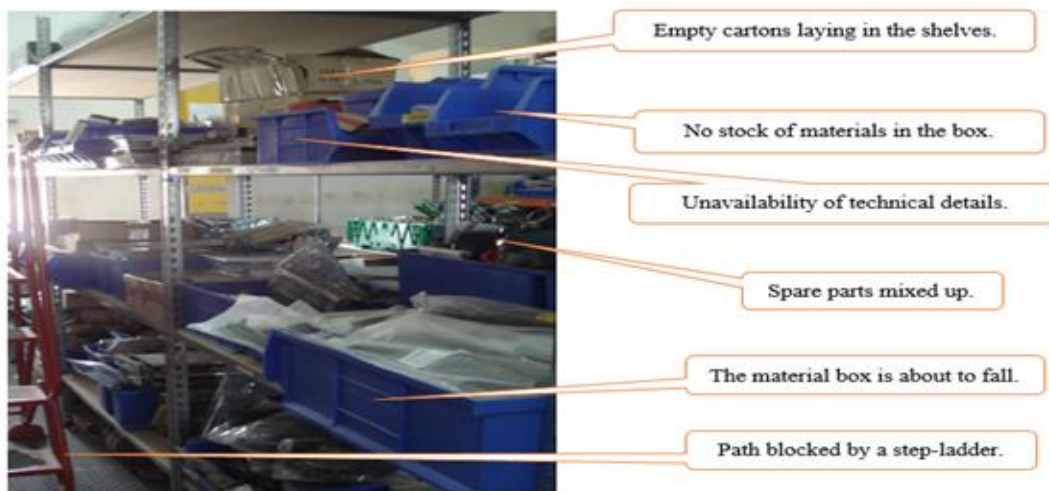 Empty cartons laying in the shelves.
No stock of materials in the box.
Unavailability of technical details.
Spare parts mixed up.
The material box is about to fall.
Path blocked by a step-ladder.